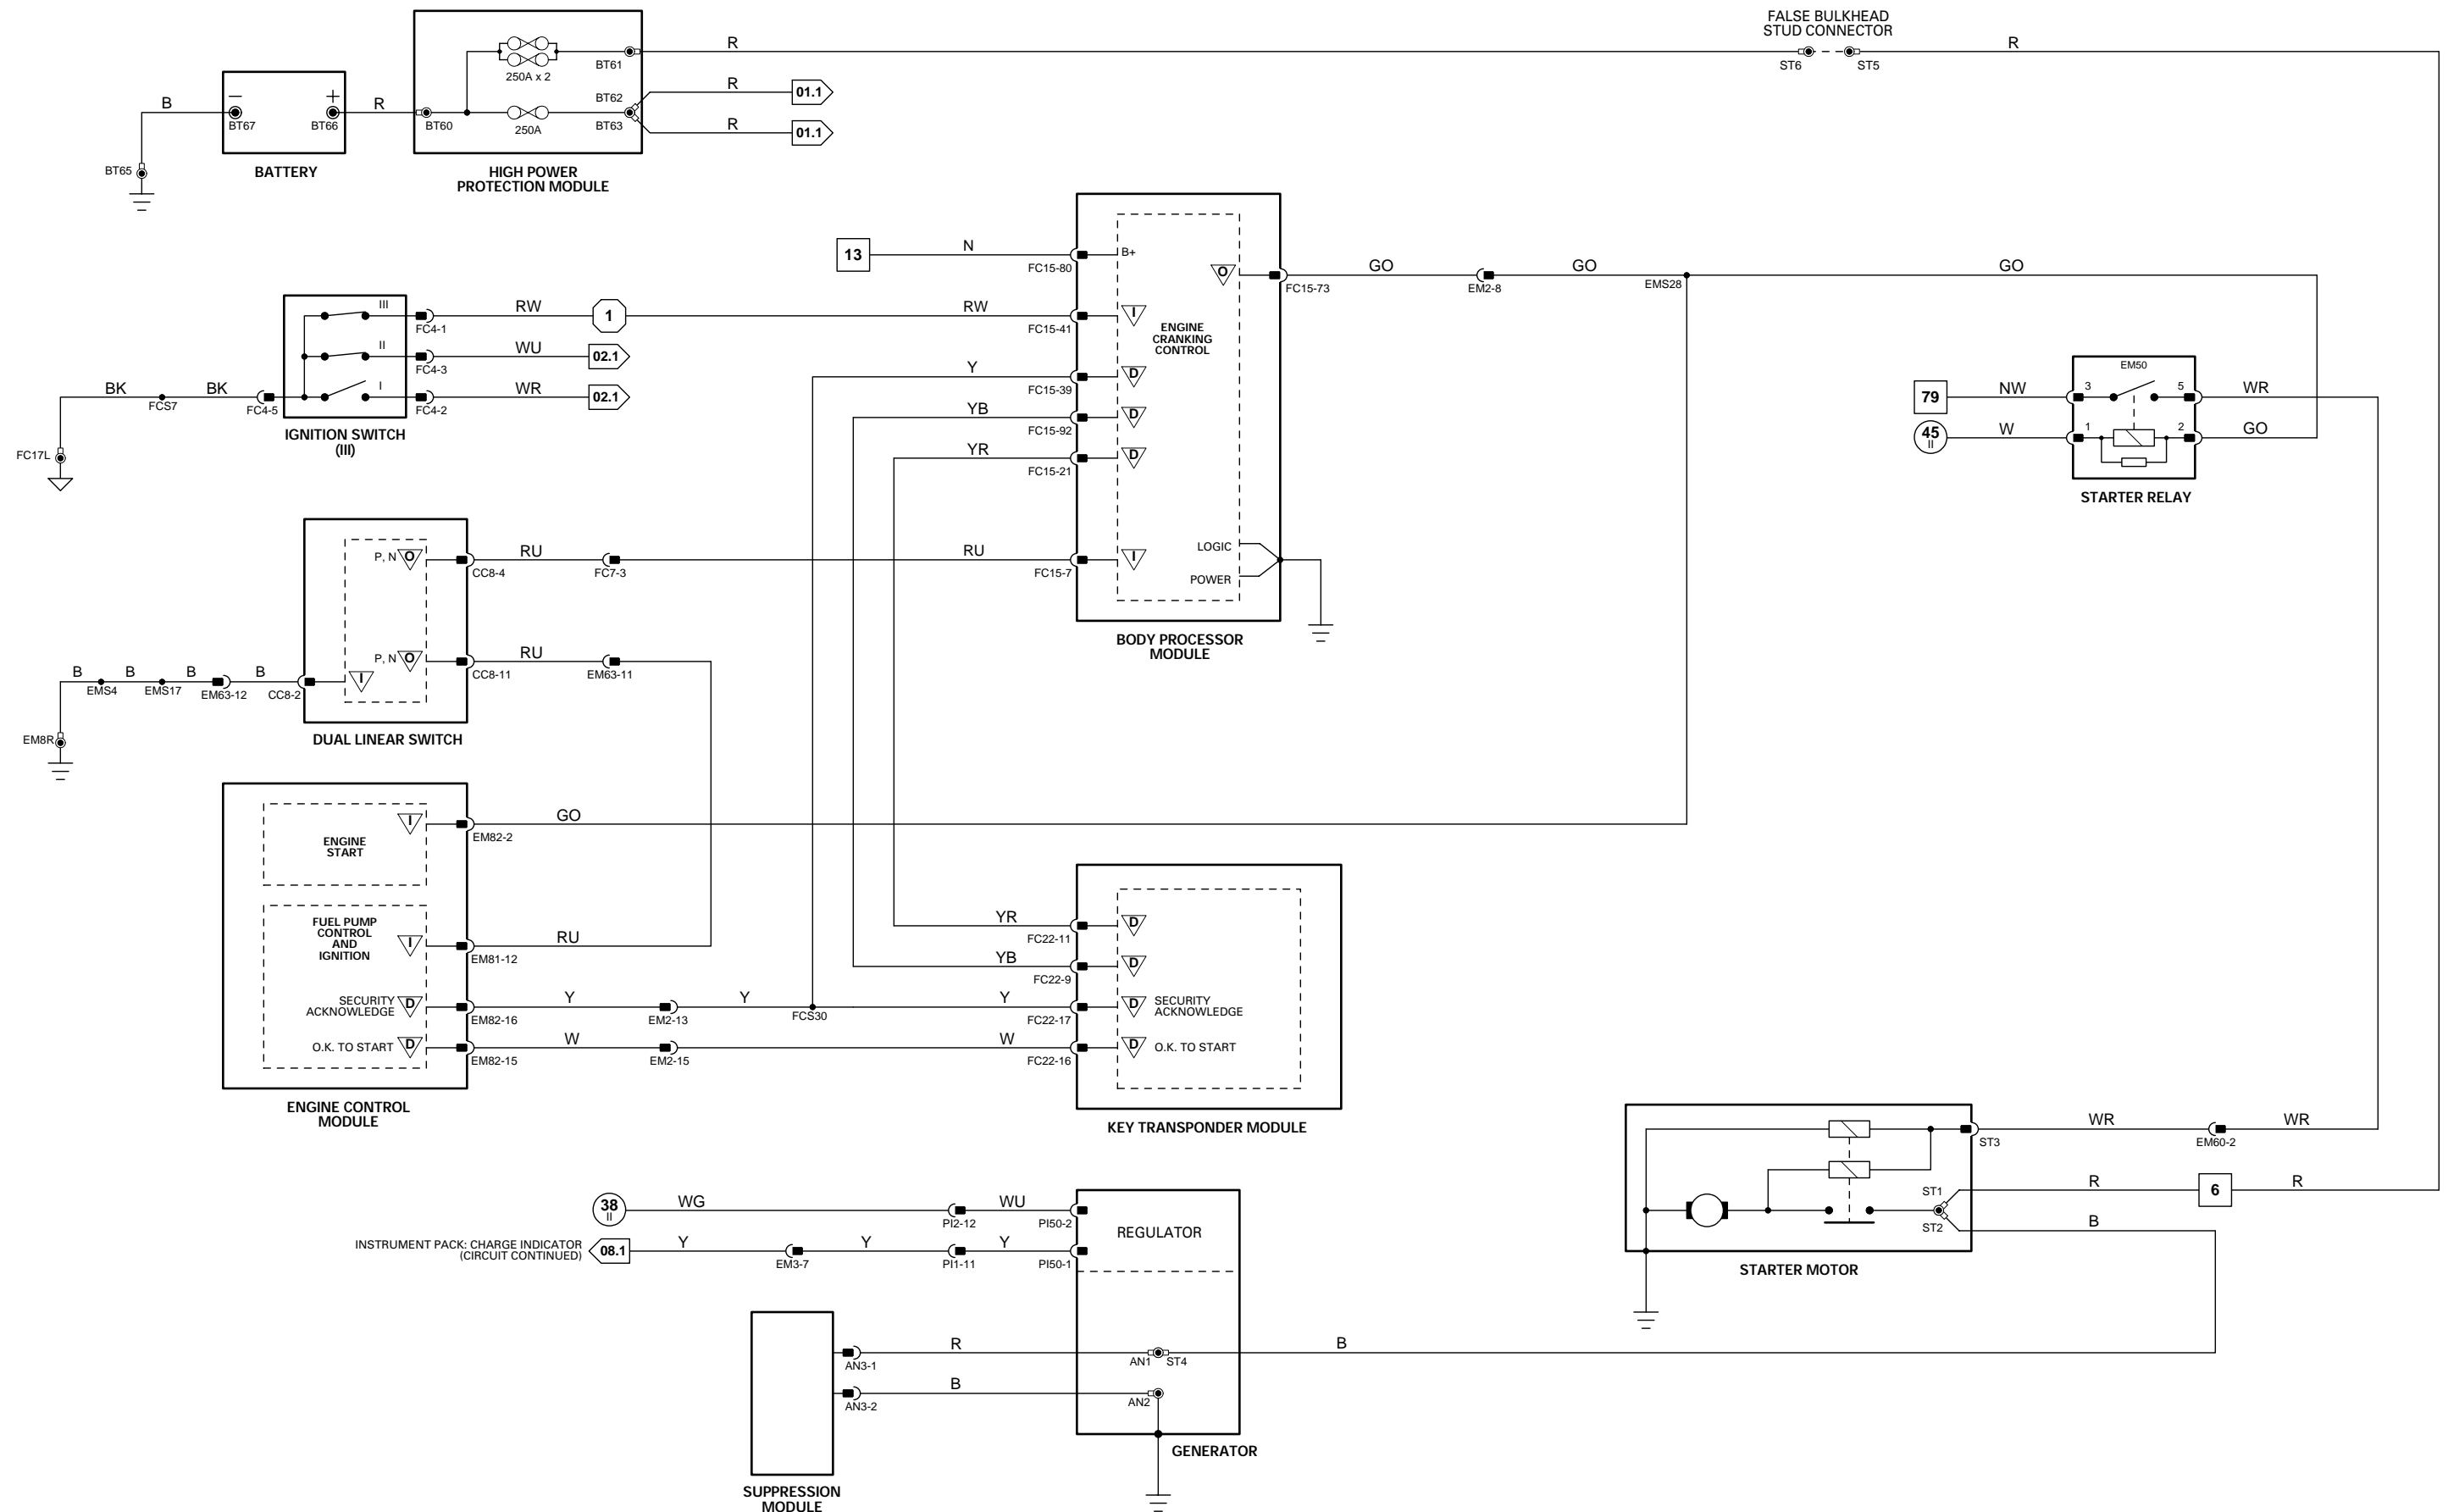 FALSE BULKHEAD
STUD CONNECTOR
R
R
ST6
ST5
250A x 2
BT61
R
01.1
BT62
B
−
+
R
BT67
BT66
BT60
250A
BT63
R
01.1
BT65
BATTERY
HIGH POWER
PROTECTION MODULE
13
N
B+
FC15-80
O
GO
GO
GO
FC15-73
EM2-8
EMS28
III
RW
1
RW
I
FC4-1
FC15-41
ENGINE
CRANKING
CONTROL
II
WU
02.1
FC4-3
Y
D
FC15-39
BK
BK
I
WR
02.1
FCS7
FC4-5
FC4-2
YB
D
FC15-92
IGNITION SWITCH
(III)
YR
D
FC15-21
FC17L
EM50
79
NW
3
5
WR
45
II
W
1
2
GO
STARTER RELAY
P, N
O
RU
RU
I
CC8-4
FC7-3
FC15-7
LOGIC
POWER
BODY PROCESSOR
MODULE
P, N
O
RU
CC8-11
EM63-11
B
B
B
B
I
EMS4
EMS17
EM63-12
CC8-2
EM8R
DUAL LINEAR SWITCH
I
GO
EM82-2
ENGINE
START
FUEL PUMP
CONTROL
AND
IGNITION
I
RU
EM81-12
YR
D
FC22-11
YB
D
FC22-9
SECURITY
ACKNOWLEDGE
D
Y
Y
Y
D
SECURITY
ACKNOWLEDGE
EM82-16
EM2-13
FCS30
FC22-17
O.K. TO START
D
W
W
D
O.K. TO START
EM82-15
EM2-15
FC22-16
ENGINE CONTROL
MODULE
KEY TRANSPONDER MODULE
WR
WR
ST3
EM60-2
ST1
R
6
R
ST2
B
STARTER MOTOR
38
II
WG
WU
PI2-12
PI50-2
REGULATOR
INSTRUMENT PACK: CHARGE INDICATOR
(CIRCUIT CONTINUED)
08.1
Y
Y
Y
EM3-7
PI1-11
PI50-1
R
B
AN3-1
AN1
ST4
B
AN3-2
AN2
GENERATOR
SUPPRESSION
MODULE